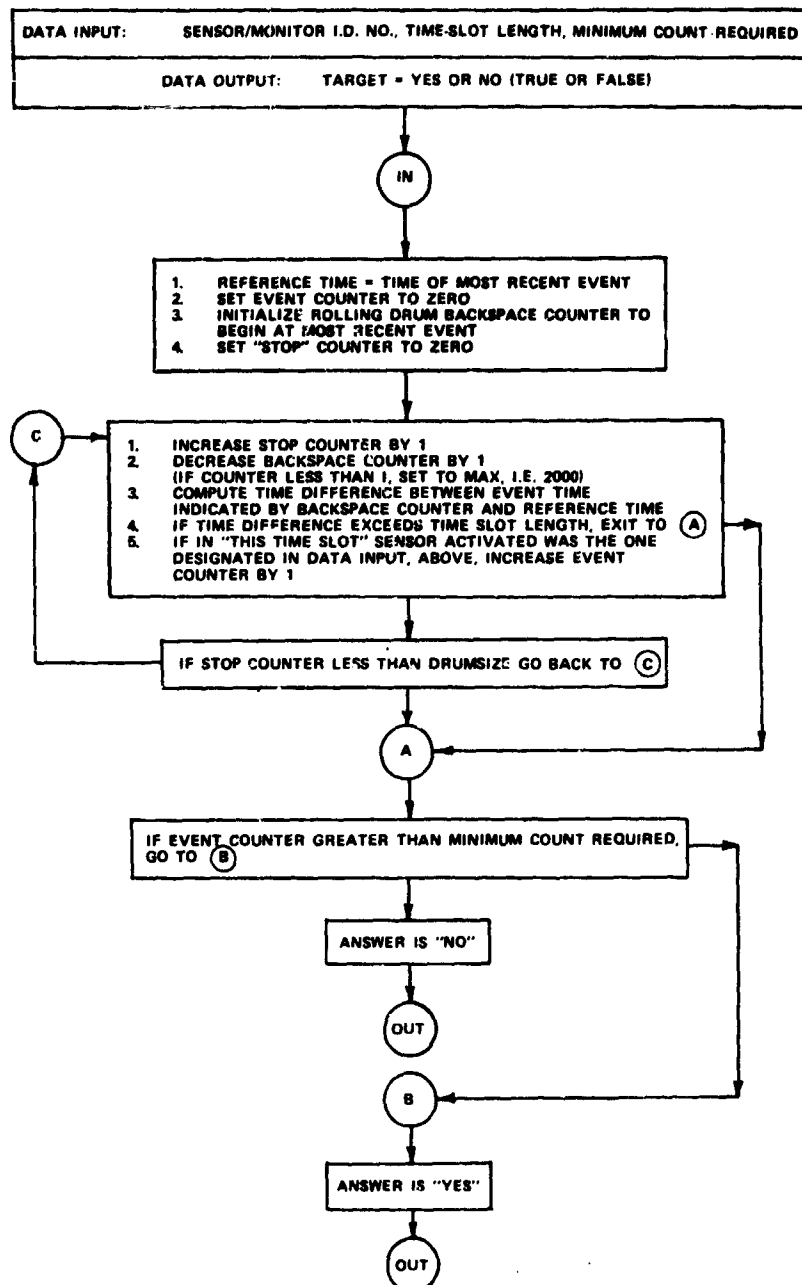 DATA INPUT: SENSOR/MONITOR I.D. NO., TIME-SLOT LENGTH, MINIMUM COUNT REQUIRED
DATA OUTPUT: TARGET = YES OR NO (TRUE OR FALSE)
IN
1. REFERENCE TIME = TIME OF MOST RECENT EVENT
2. SET EVENT COUNTER TO ZERO
3. INITIALIZE ROLLING DRUM BACKSPACE COUNTER TO
BEGIN AT MOST RECENT EVENT
4. SET "STOP" COUNTER TO ZERO
C
1. INCREASE STOP COUNTER BY 1
2. DECREASE BACKSPACE COUNTER BY 1
(IF COUNTER LESS THAN 1, SET TO MAX, I.E. 2000)
3. COMPUTE TIME DIFFERENCE BETWEEN EVENT TIME
INDICATED BY BACKSPACE COUNTER AND REFERENCE TIME
4. IF TIME DIFFERENCE EXCEEDS TIME SLOT LENGTH, EXIT TO A
5. IF IN "THIS TIME SLOT" SENSOR ACTIVATED WAS THE ONE
DESIGNATED IN DATA INPUT, ABOVE, INCREASE EVENT
COUNTER BY 1
IF STOP COUNTER LESS THAN DRUMSIZE GO BACK TO C
A
IF EVENT COUNTER GREATER THAN MINIMUM COUNT REQUIRED,
GO TO B
ANSWER IS "NO"
OUT
B
ANSWER IS "YES"
OUT